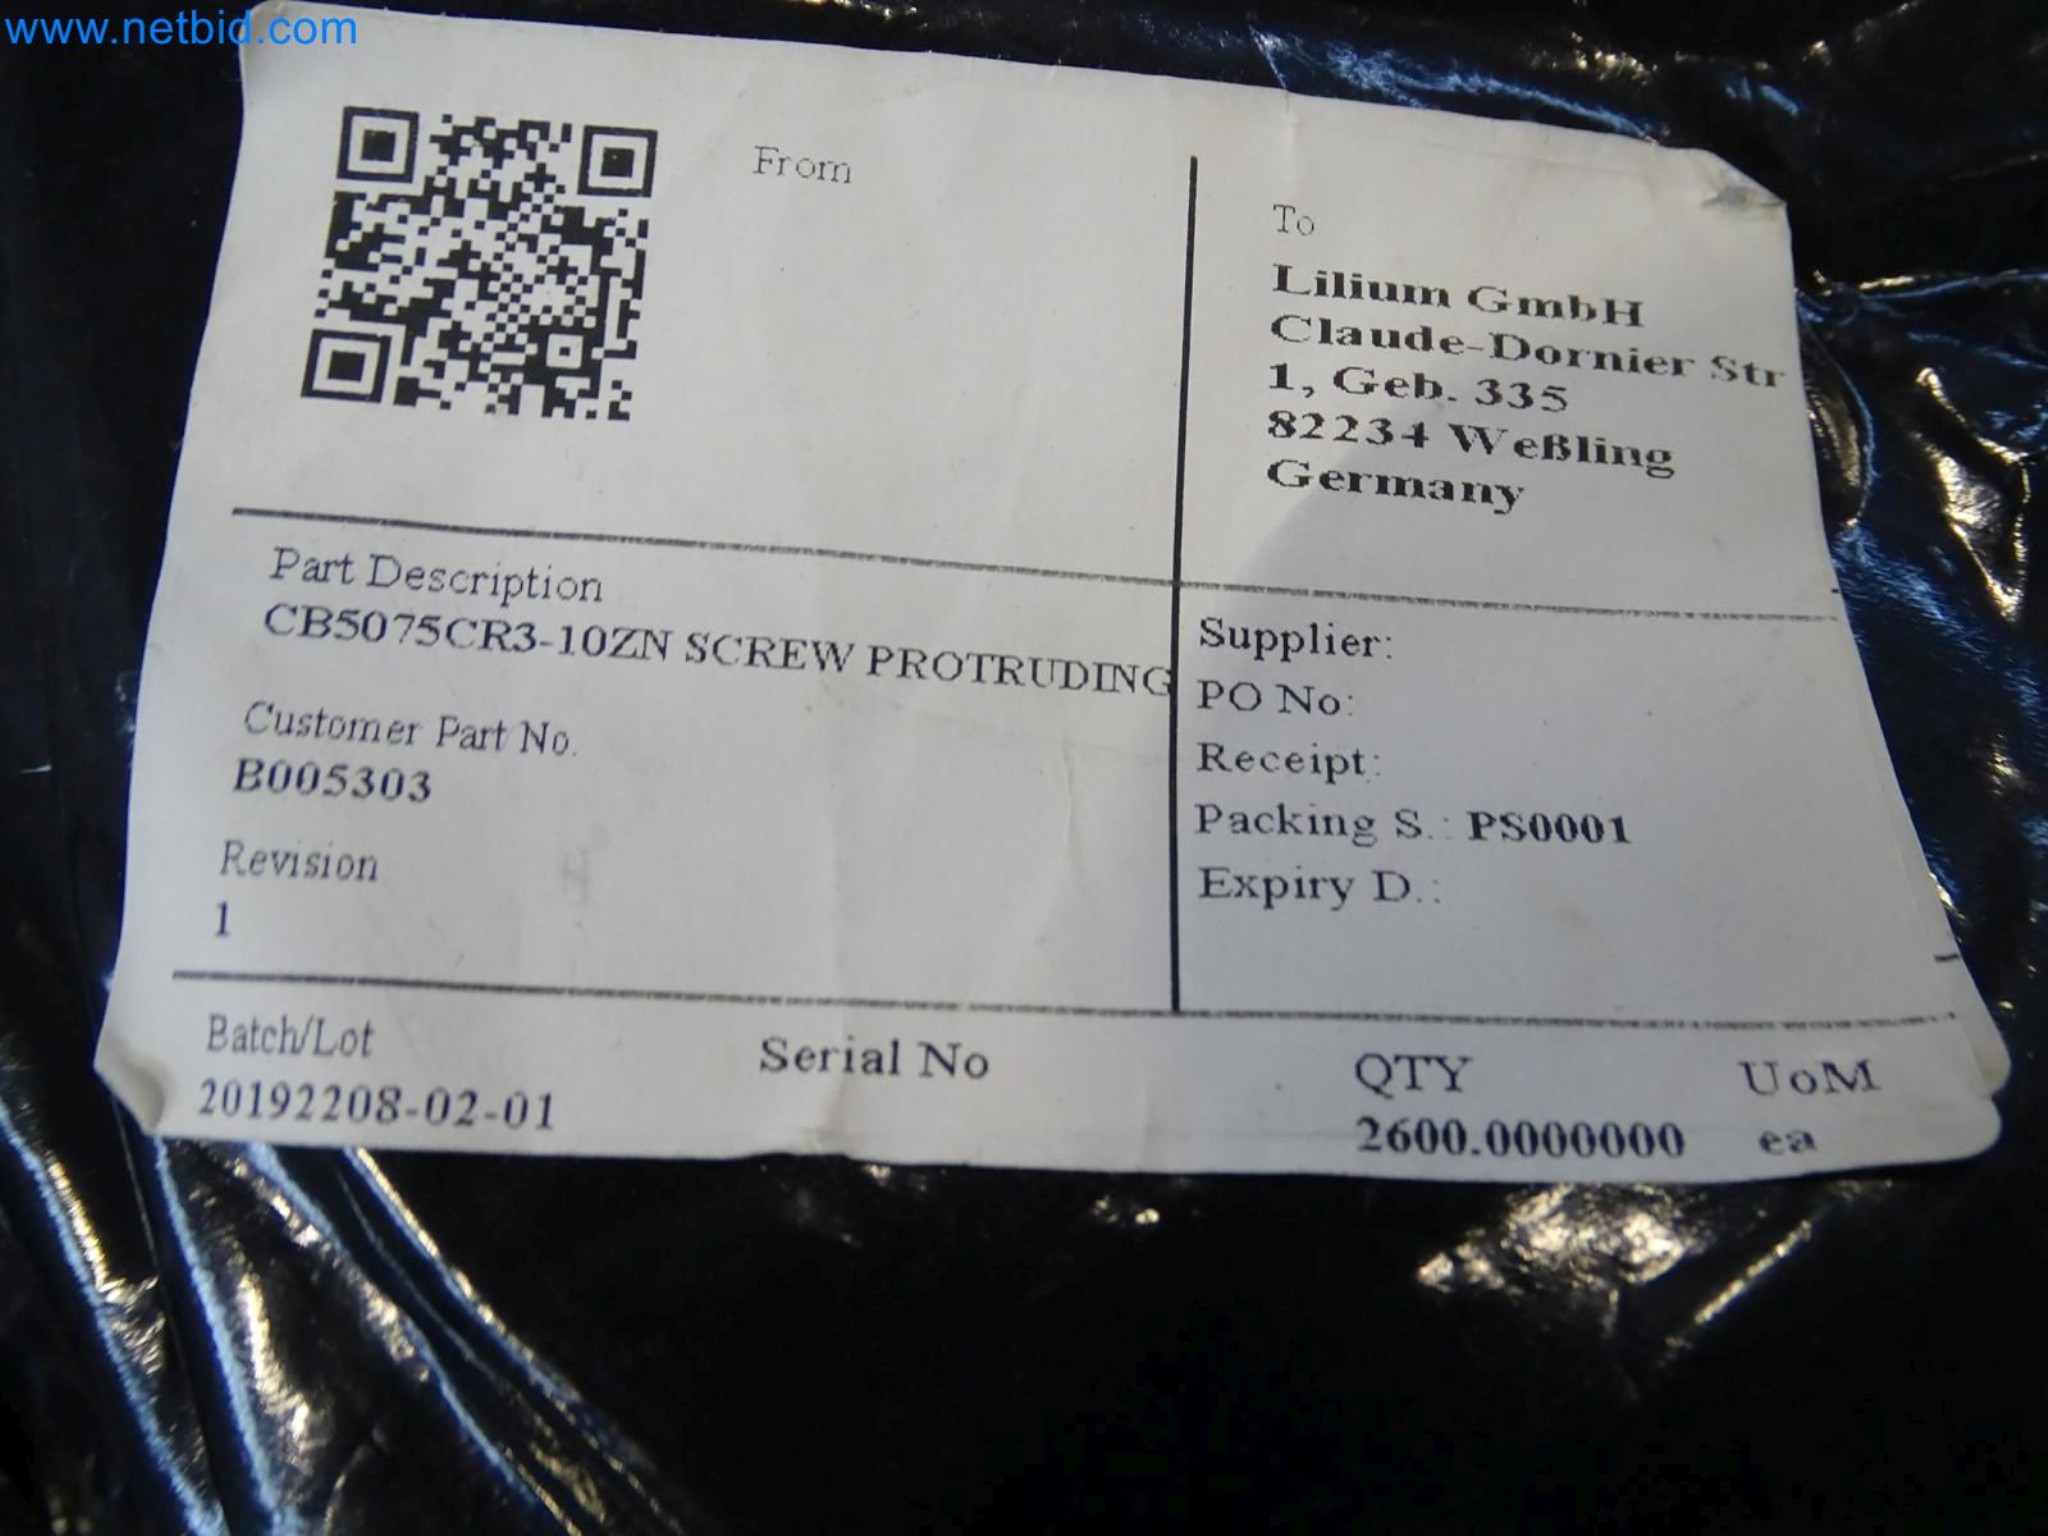 www.netbid.com
From
To
Lilium GmbH
Claude-Dornier Str
1, Geb. 335
82234 Weßling
Germany
Part Description
CB5075CR3-10ZN SCREW PROTRUDING
Customer Part No.
B005303
Revision
1
Supplier:
PO No:
Receipt:
Packing S.: PS0001
Expiry D.:
Batch/Lot
20192208-02-01
Serial No
QTY
2600.0000000
UoM
ea